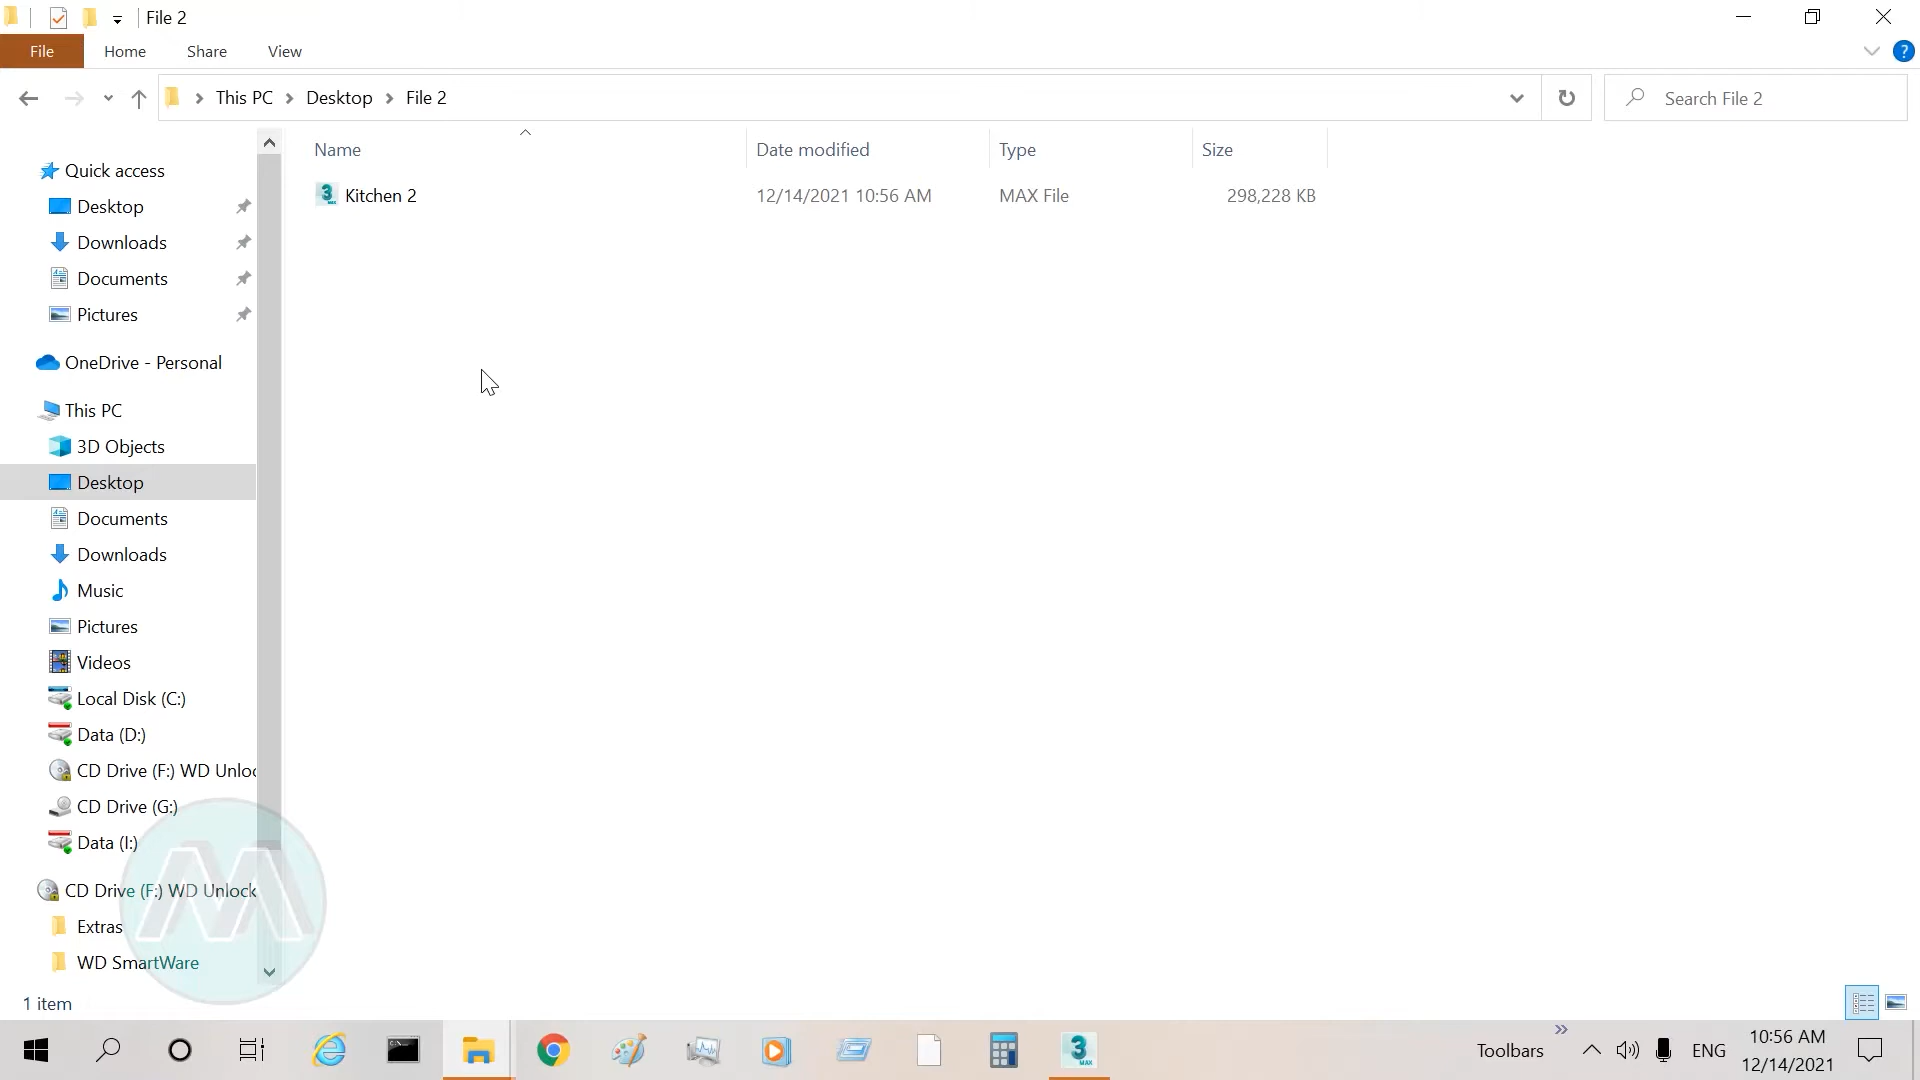 File 2
File Home Share View
This PC Desktop File 2
Search File 2
Name Date modified Type Size
Kitchen 2 12/14/2021 10:56 AM MAX File 298,228 KB
Quick access
Desktop
Downloads
Documents
Pictures
OneDrive - Personal
This PC
3D Objects
Desktop
Documents
Downloads
Music
Pictures
Videos
Local Disk (C:)
Data (D:)
CD Drive (F:) WD Unloc
CD Drive (G:)
Data (I:)
CD Drive (F:) WD Unlock
Extras
WD SmartWare
1 item
Toolbars
ENG
10:56 AM
12/14/2021